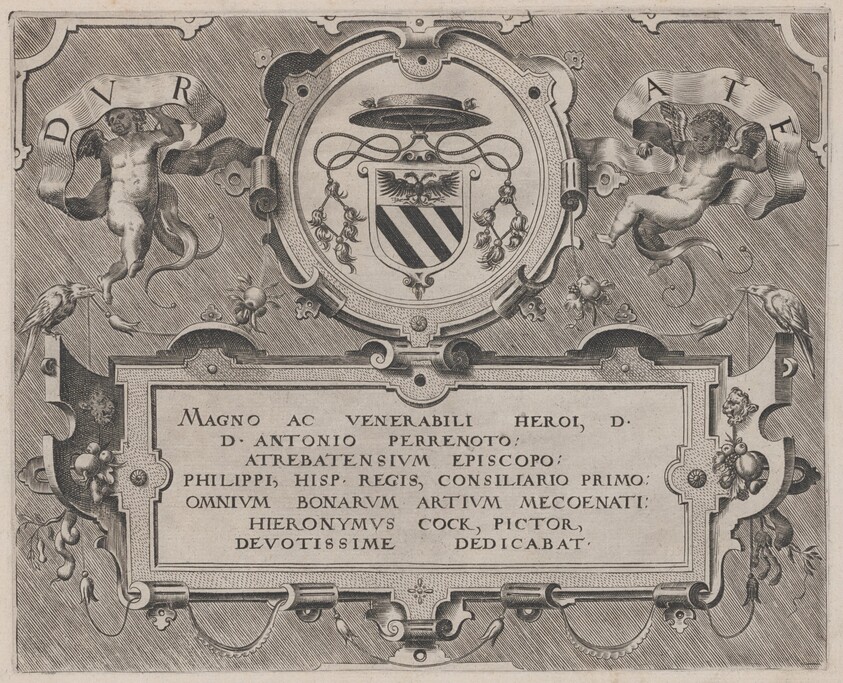 DVR ATE
MAGNO AC VENERABILI HEROI, D.
D. ANTONIO PERRENOTO:
ATREBATENSIVM EPISCOPO:
PHILIPPI, HISP. REGIS, CONSILIARIO PRIMO:
OMNIVM BONARVM ARTIVM MECOENATI:
HIERONYMVS COCK, PICTOR,
DEVOTISSIME DEDICABAT.